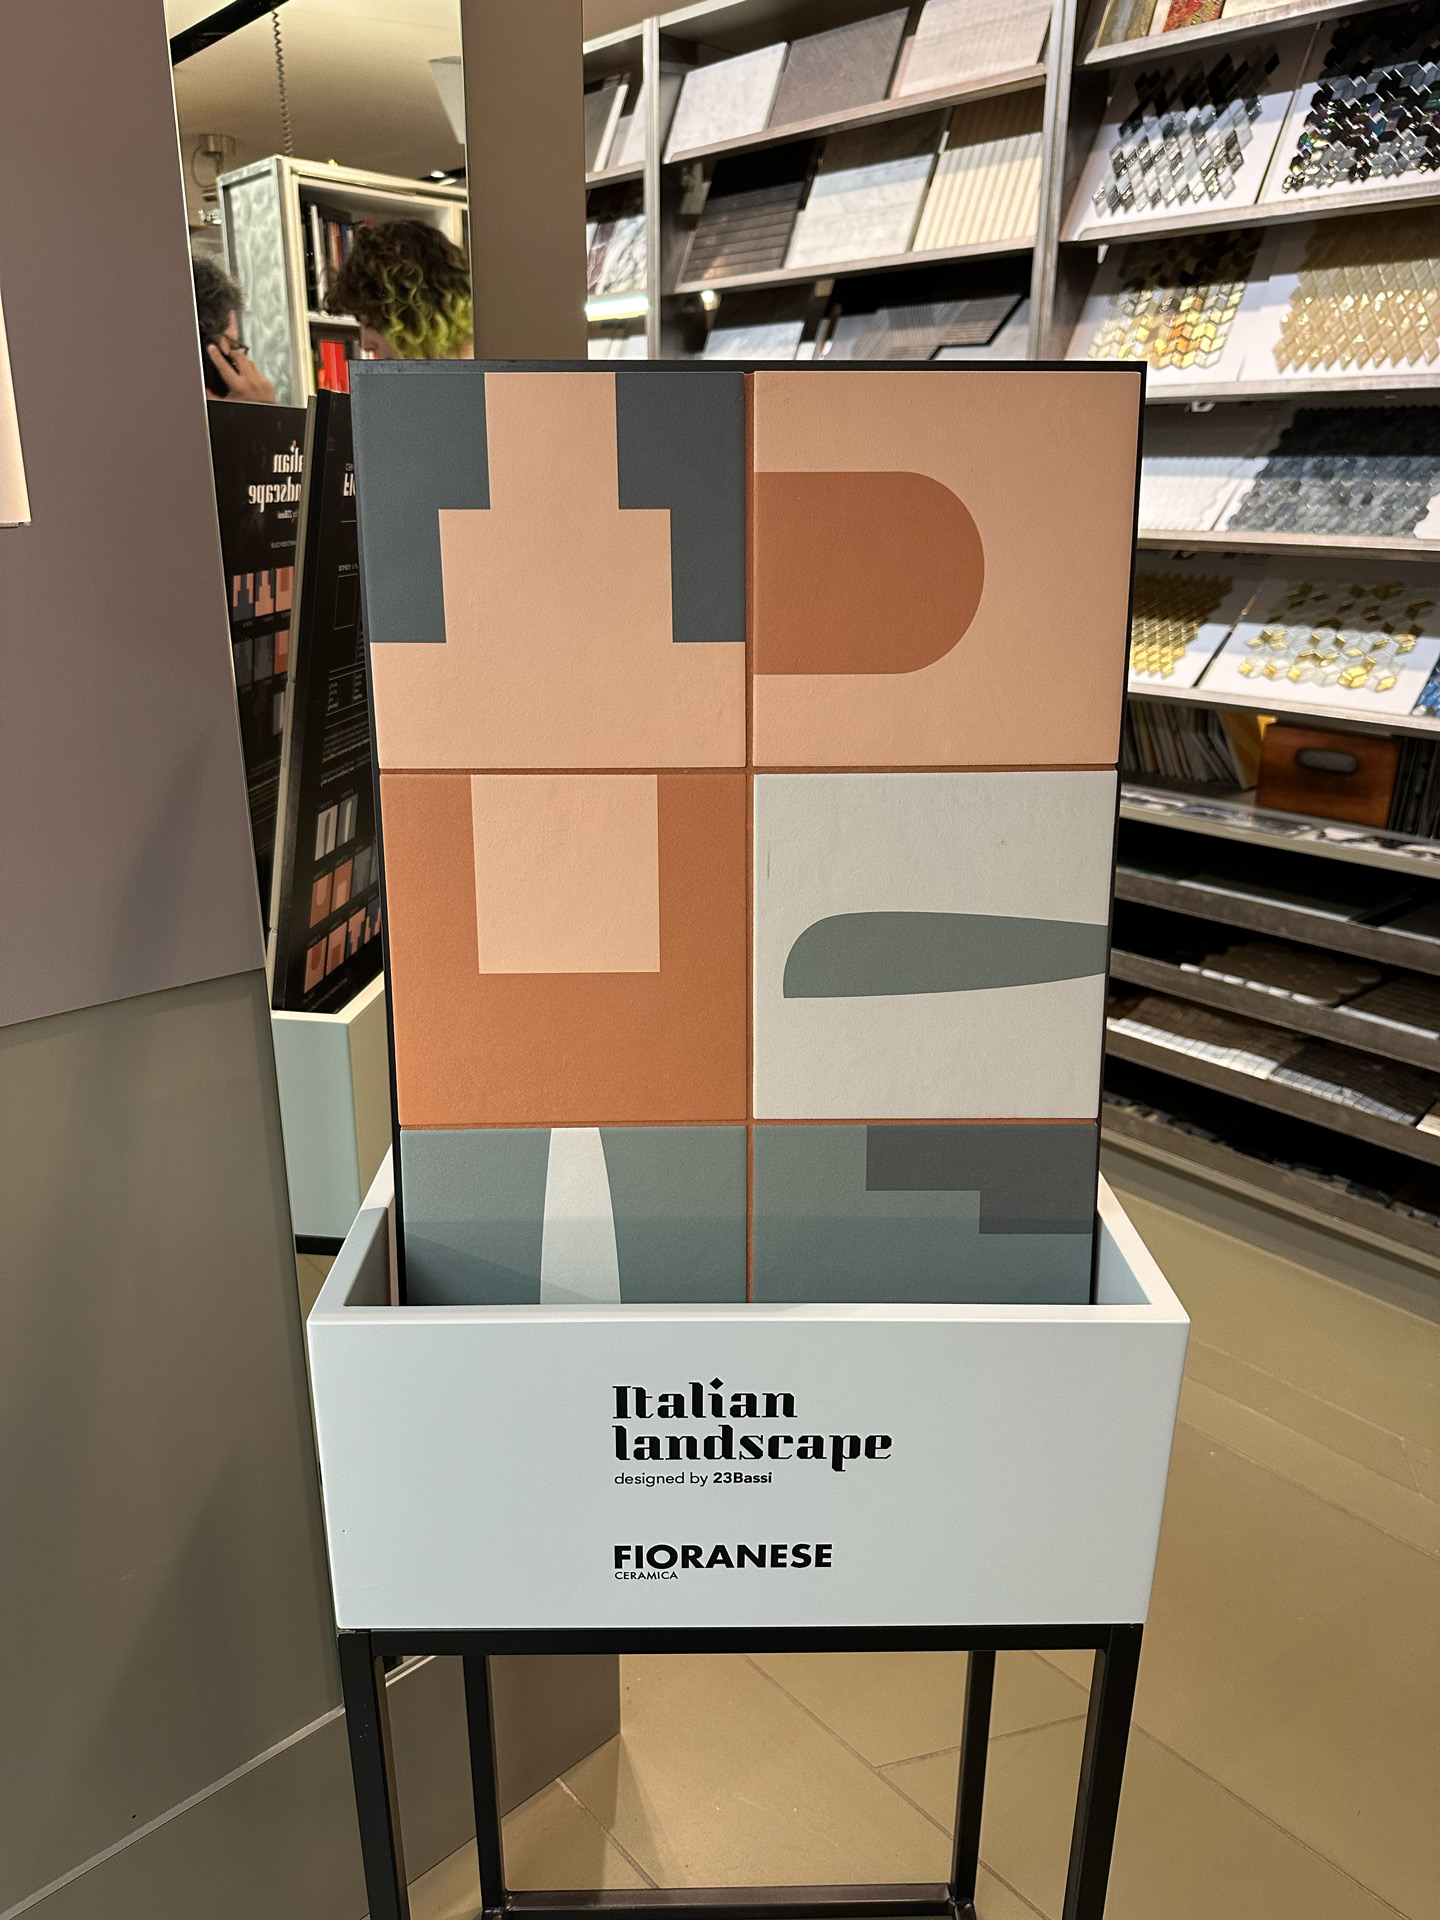 Italian
landscape
designed by 23Bassi
FIORANESE
CERAMICA